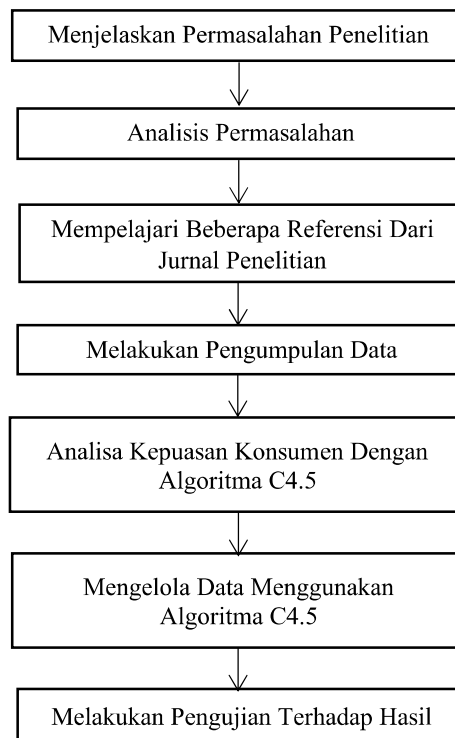 Menjelaskan Permasalahan Penelitian
Analisis Permasalahan
Mempelajari Beberapa Referensi Dari
Jurnal Penelitian
Melakukan Pengumpulan Data
Analisa Kepuasan Konsumen Dengan
Algoritma C4.5
Mengelola Data Menggunakan
Algoritma C4.5
Melakukan Pengujian Terhadap Hasil